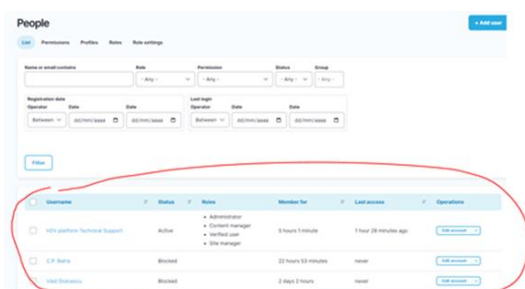 People
+ Add user
List Permissions Profiles Roles Role settings
Name or email contains Role Permission Status Group
- Any - - Any - - Any - - Any -
Registration date Last login
Operator Date Date Operator Date Date
Between dd/mm/aaaa dd/mm/aaaa Between dd/mm/aaaa dd/mm/aaaa
Filter
Username Status Roles Member for Last access Operations
• Administrator
• Content manager
platform Technical Support Active 5 hours 1 minute 1 hour 29 minutes ago Edit account
• Verified user
• Site manager
C.P. Blocked 22 hours 53 minutes never Edit account
Vlad Blocked 2 days 2 hours never Edit account